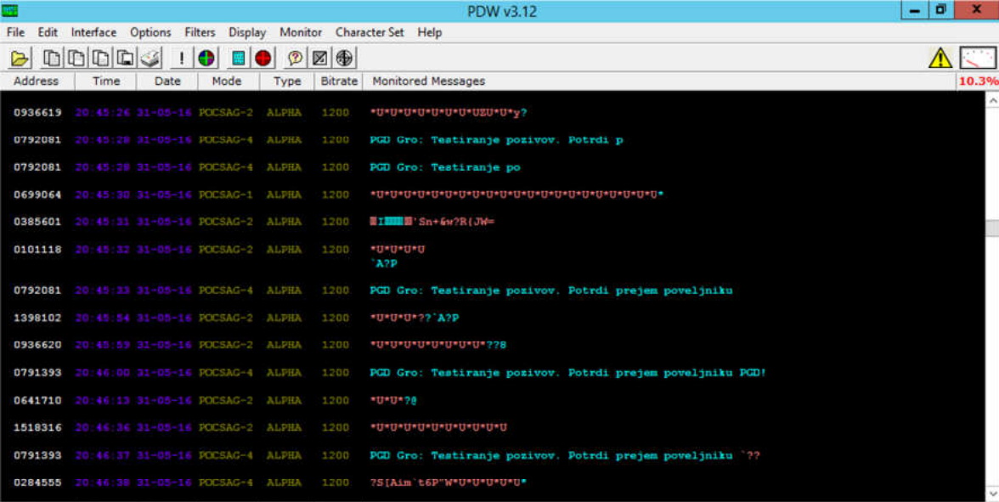 PDW v3.12
File Edit Interface Options Filters Display Monitor Character Set Help
Address Time Date Mode Type Bitrate Monitored Messages 10.3%
0936619 20:45:26 31-05-16 POCSAG-2 ALPHA 1200 *U*U*U*U*U*U*U*UZU*U*y?
0792081 20:45:28 31-05-16 POCSAG-4 ALPHA 1200 PGD Gro: Testiranje pozivov. Potrdi p
0792081 20:45:28 31-05-16 POCSAG-4 ALPHA 1200 PGD Gro: Testiranje po
0699064 20:45:30 31-05-16 POCSAG-1 ALPHA 1200 *U*U*U*U*U*U*U*U*U*U*U*U*U*U*U*U*U*U*U*U*U*
0385601 20:45:31 31-05-16 POCSAG-2 ALPHA 1200 'Sn+&w?R{JW=
0101118 20:45:32 31-05-16 POCSAG-2 ALPHA 1200 *U*U*U*U
`A?P
0792081 20:45:33 31-05-16 POCSAG-4 ALPHA 1200 PGD Gro: Testiranje pozivov. Potrdi prejem poveljniku
1398102 20:45:54 31-05-16 POCSAG-2 ALPHA 1200 *U*U*U*??`A?P
0936620 20:45:59 31-05-16 POCSAG-2 ALPHA 1200 *U*U*U*U*U*U*U*U*??8
0791393 20:46:00 31-05-16 POCSAG-4 ALPHA 1200 PGD Gro: Testiranje pozivov. Potrdi prejem poveljniku PGD!
0641710 20:46:13 31-05-16 POCSAG-2 ALPHA 1200 *U*U*?@
1518316 20:46:36 31-05-16 POCSAG-2 ALPHA 1200 *U*U*U*U*U*U*U*U*U*U
0791393 20:46:37 31-05-16 POCSAG-4 ALPHA 1200 PGD Gro: Testiranje pozivov. Potrdi prejem poveljniku `??
0284555 20:46:38 31-05-16 POCSAG-4 ALPHA 1200 ?S[Aim`t6P"W*U*U*U*U*U*